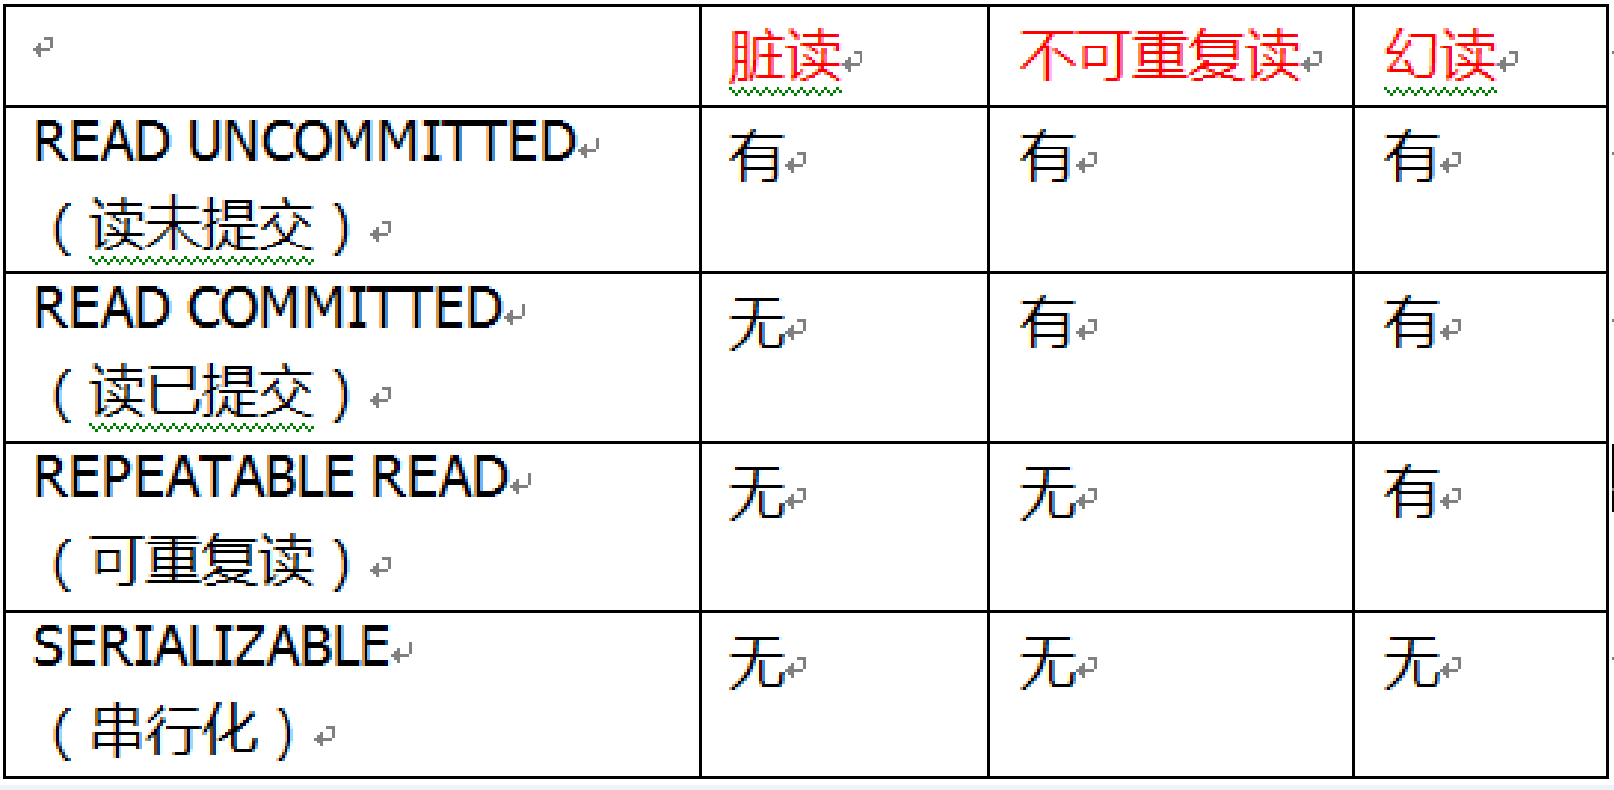 脏读 不可重复读 幻读
READ UNCOMMITTED 有 有 有
（读未提交）
READ COMMITTED 无 有 有
（读已提交）
REPEATABLE READ 无 无 有
（可重复读）
SERIALIZABLE 无 无 无
（串行化）